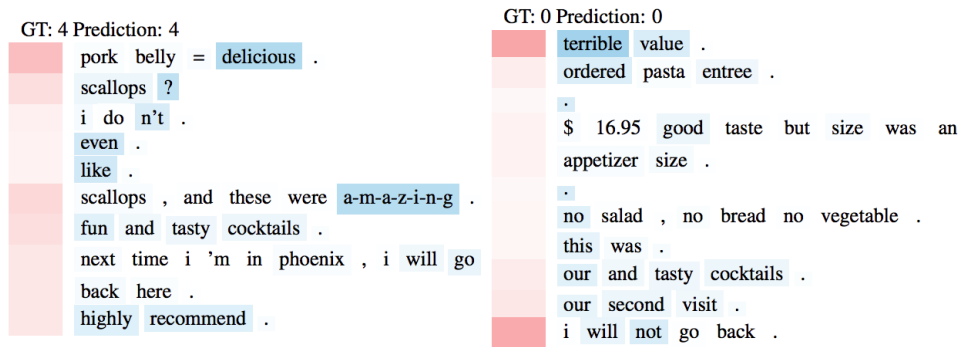 GT: 4 Prediction: 4
pork belly = delicious .
scallops ?
i do n't .
even .
like .
scallops , and these were a-m-a-z-i-n-g .
fun and tasty cocktails .
next time i 'm in phoenix , i will go
back here .
highly recommend .
GT: 0 Prediction: 0
terrible value .
ordered pasta entree .
.
$ 16.95 good taste but size was an
appetizer size .
.
no salad , no bread no vegetable .
this was .
our and tasty cocktails .
our second visit .
i will not go back .